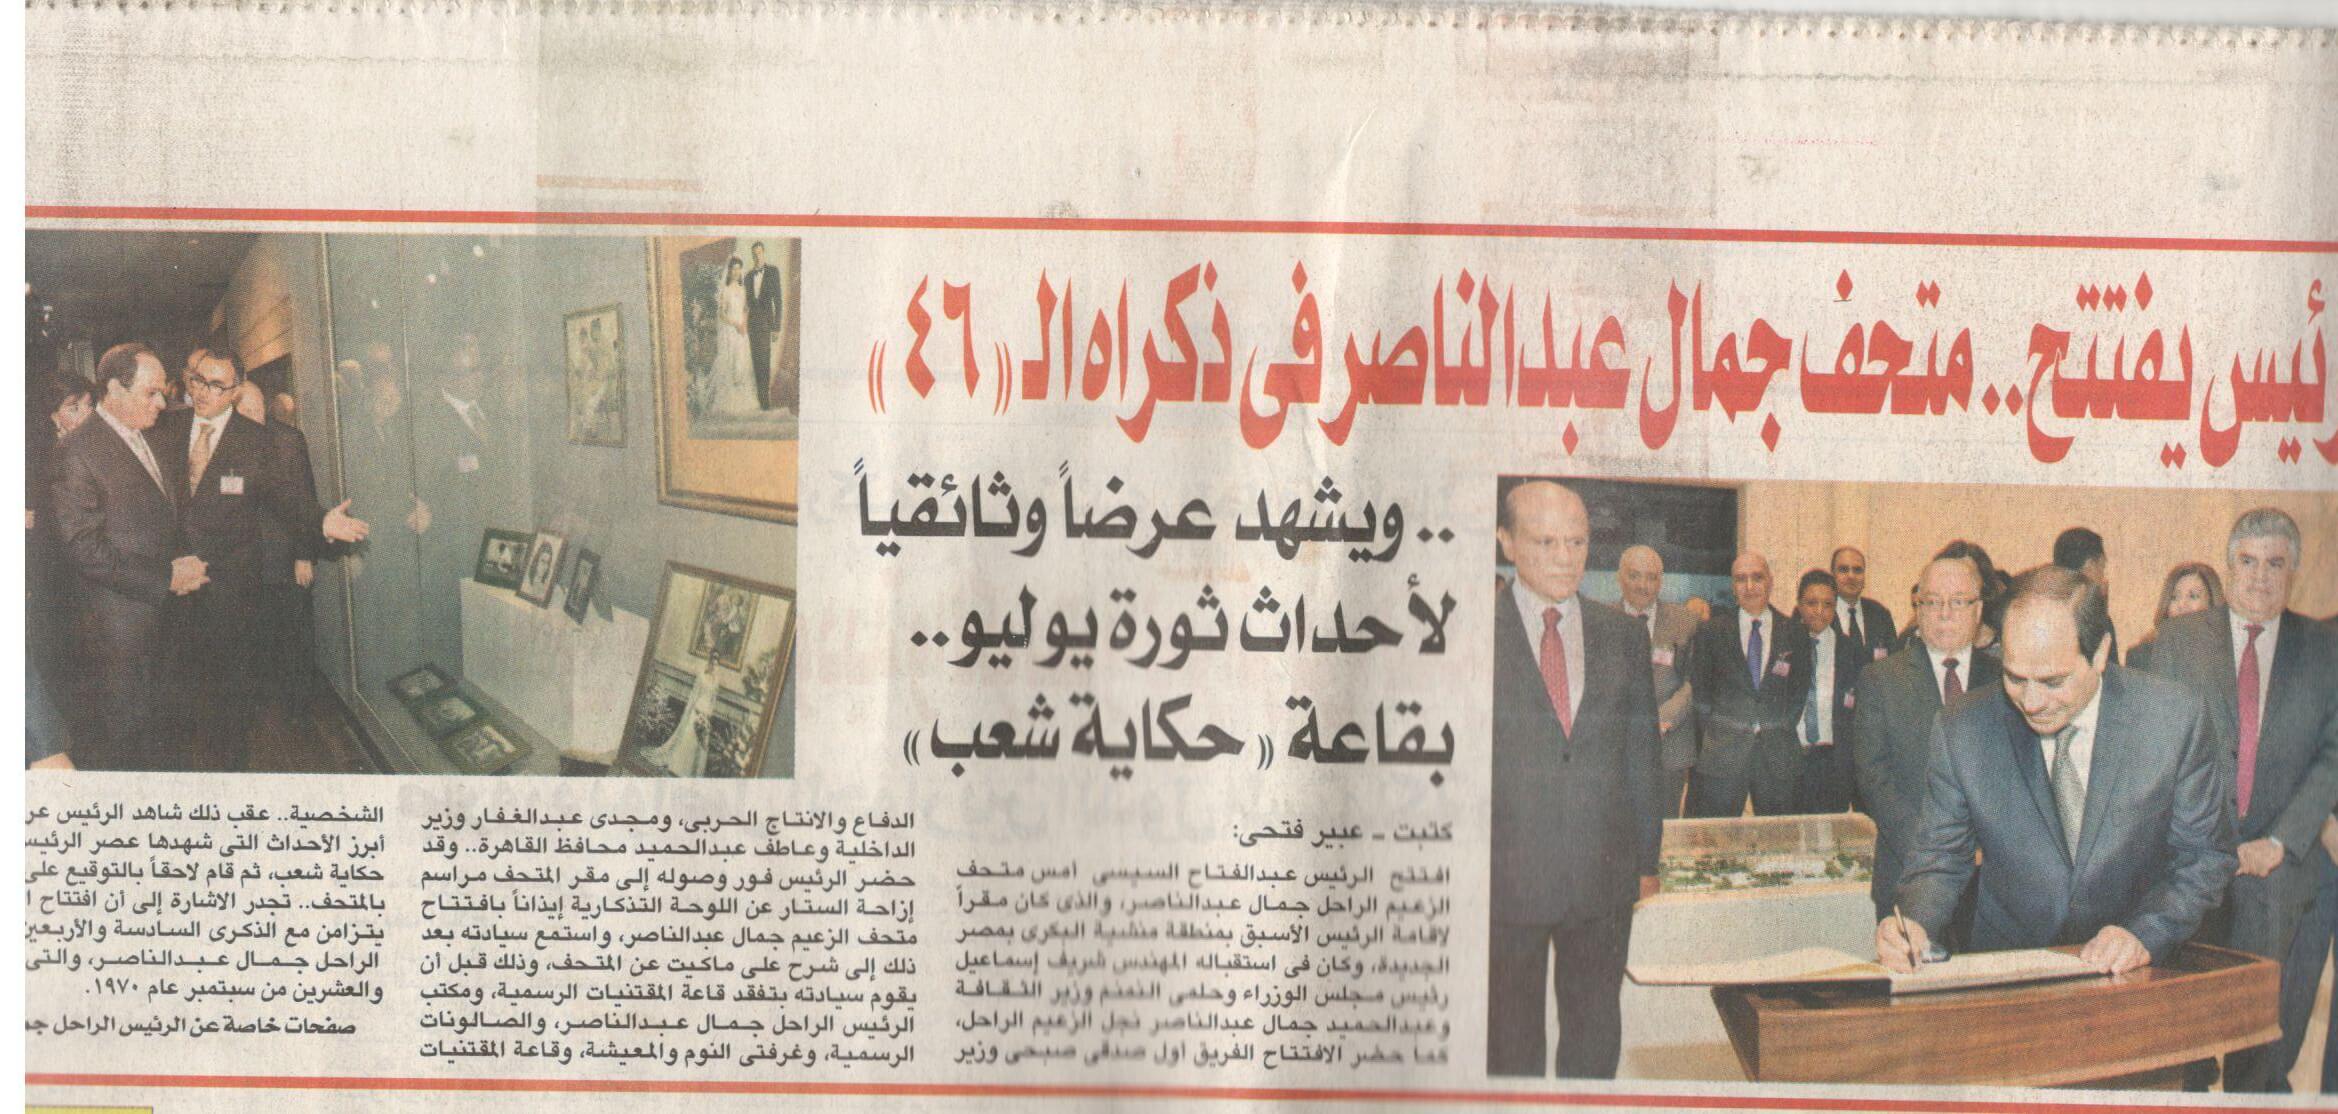 رئيس يفتتح.. متحف جمال عبدالناصر فى ذكراه الـ «٤٦»
.. ويشهد عرضاً وثائقياً
لأحداث ثورة يوليو..
بقاعة « حكاية شعب »
كتبت ـ عبير فتحى:
افتتح الرئيس عبدالفتاح السيسى أمس متحف
الزعيم الراحل جمال عبدالناصر، والذى كان مقراً
لإقامة الرئيس الأسبق بمنطقة منشية البكرى بمصر
الجديدة، وكان فى استقباله المهندس شريف إسماعيل
رئيس مجلس الوزراء وحلمى النمنم وزير الثقافة
وعبدالحميد جمال عبدالناصر نجل الزعيم الراحل،
كما حضر الافتتاح الفريق أول صدقى صبحى وزير
الدفاع والانتاج الحربى، ومجدى عبدالغفار وزير
الداخلية وعاطف عبدالحميد محافظ القاهرة.. وقد
حضر الرئيس فور وصوله إلى مقر المتحف مراسم
إزاحة الستار عن اللوحة التذكارية إيذاناً بافتتاح
متحف الزعيم جمال عبدالناصر، واستمع سيادته بعد
ذلك إلى شرح على ماكيت عن المتحف، وذلك قبل أن
يقوم سيادته بتفقد قاعة المقتنيات الرسمية، ومكتب
الرئيس الراحل جمال عبدالناصر، والصالونات
الرسمية، وغرفتى النوم والمعيشة، وقاعة المقتنيات
الشخصية.. عقب ذلك شاهد الرئيس عر
أبرز الأحداث التى شهدها عصر الرئيس
حكاية شعب، ثم قام لاحقاً بالتوقيع على
بالمتحف.. تجدر الاشارة إلى أن افتتاح ا
يتزامن مع الذكرى السادسة والأربعين
الراحل جمال عبدالناصر، والتى
والعشرين من سبتمبر عام ١٩٧٠.
صفحات خاصة عن الرئيس الراحل جم